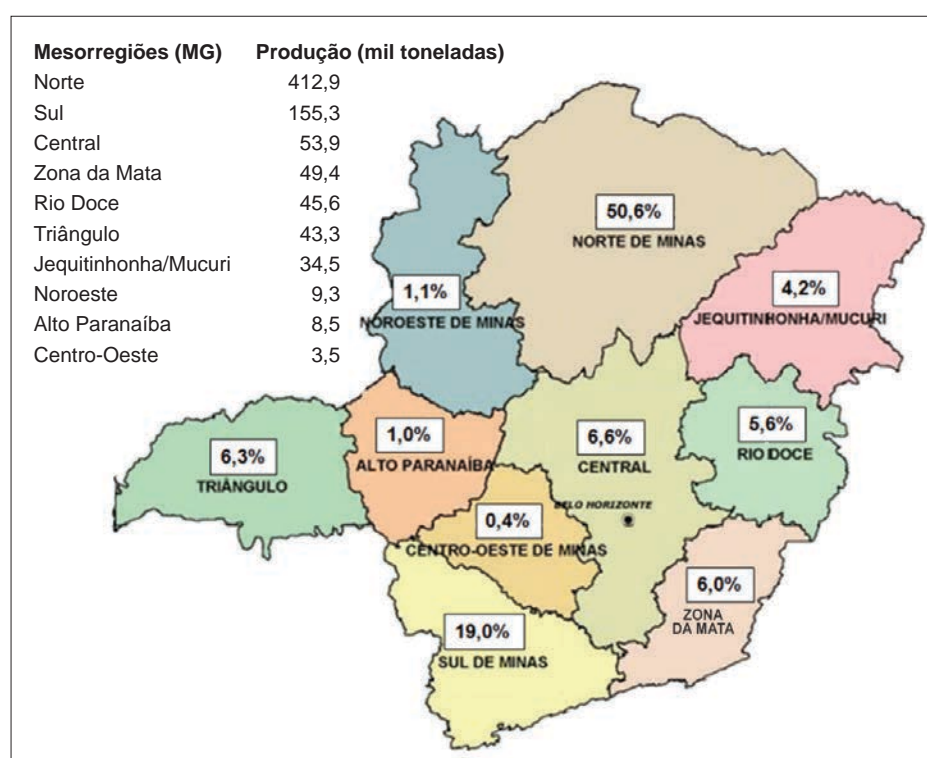 Mesorregiões (MG) Produção (mil toneladas)
Norte 412,9
Sul 155,3
Central 53,9
Zona da Mata 49,4
Rio Doce 45,6
Triângulo 43,3
Jequitinhonha/Mucuri 34,5
Noroeste 9,3
Alto Paranaíba 8,5
Centro-Oeste 3,5
50,6%
NORTE DE MINAS
1,1%
NOROESTE DE MINAS
4,2%
JEQUITINHONHA/MUCURI
6,3%
TRIÂNGULO
1,0%
ALTO PARANAÍBA
6,6%
CENTRAL
BELO HORIZONTE
5,6%
RIO DOCE
0,4%
CENTRO-OESTE DE MINAS
6,0%
ZONA
DA MATA
19,0%
SUL DE MINAS